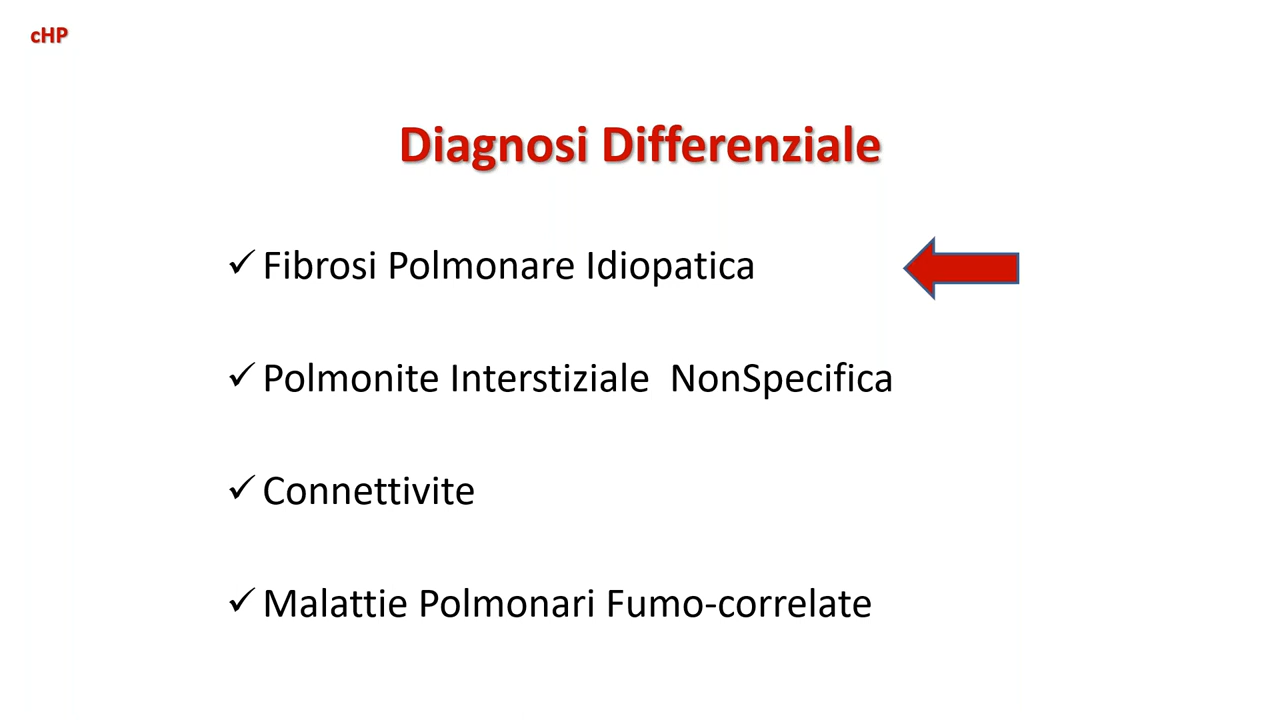 cHP
Diagnosi Differenziale
✓ Fibrosi Polmonare Idiopatica
✓ Polmonite Interstiziale  NonSpecifica
✓ Connettivite
✓ Malattie Polmonari Fumo-correlate